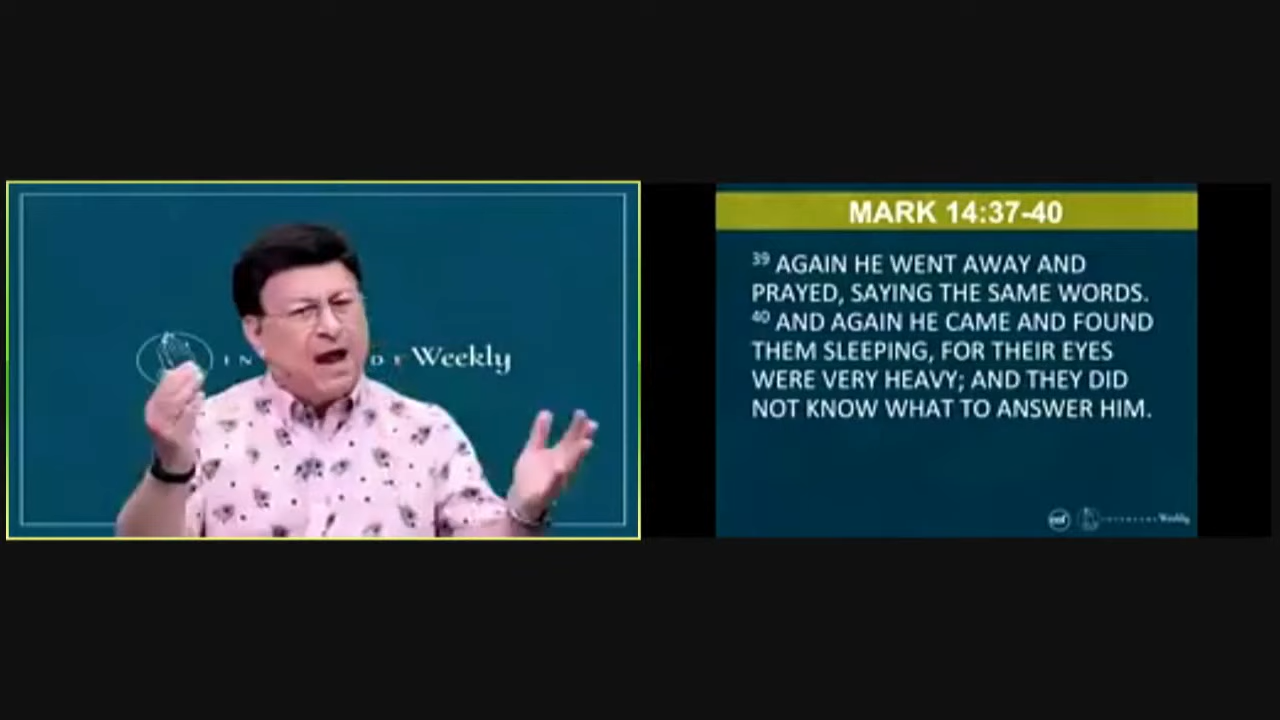 Weekly
MARK 14:37-40
39 AGAIN HE WENT AWAY AND
PRAYED, SAYING THE SAME WORDS.
40 AND AGAIN HE CAME AND FOUND
THEM SLEEPING, FOR THEIR EYES
WERE VERY HEAVY; AND THEY DID
NOT KNOW WHAT TO ANSWER HIM.
Weekly